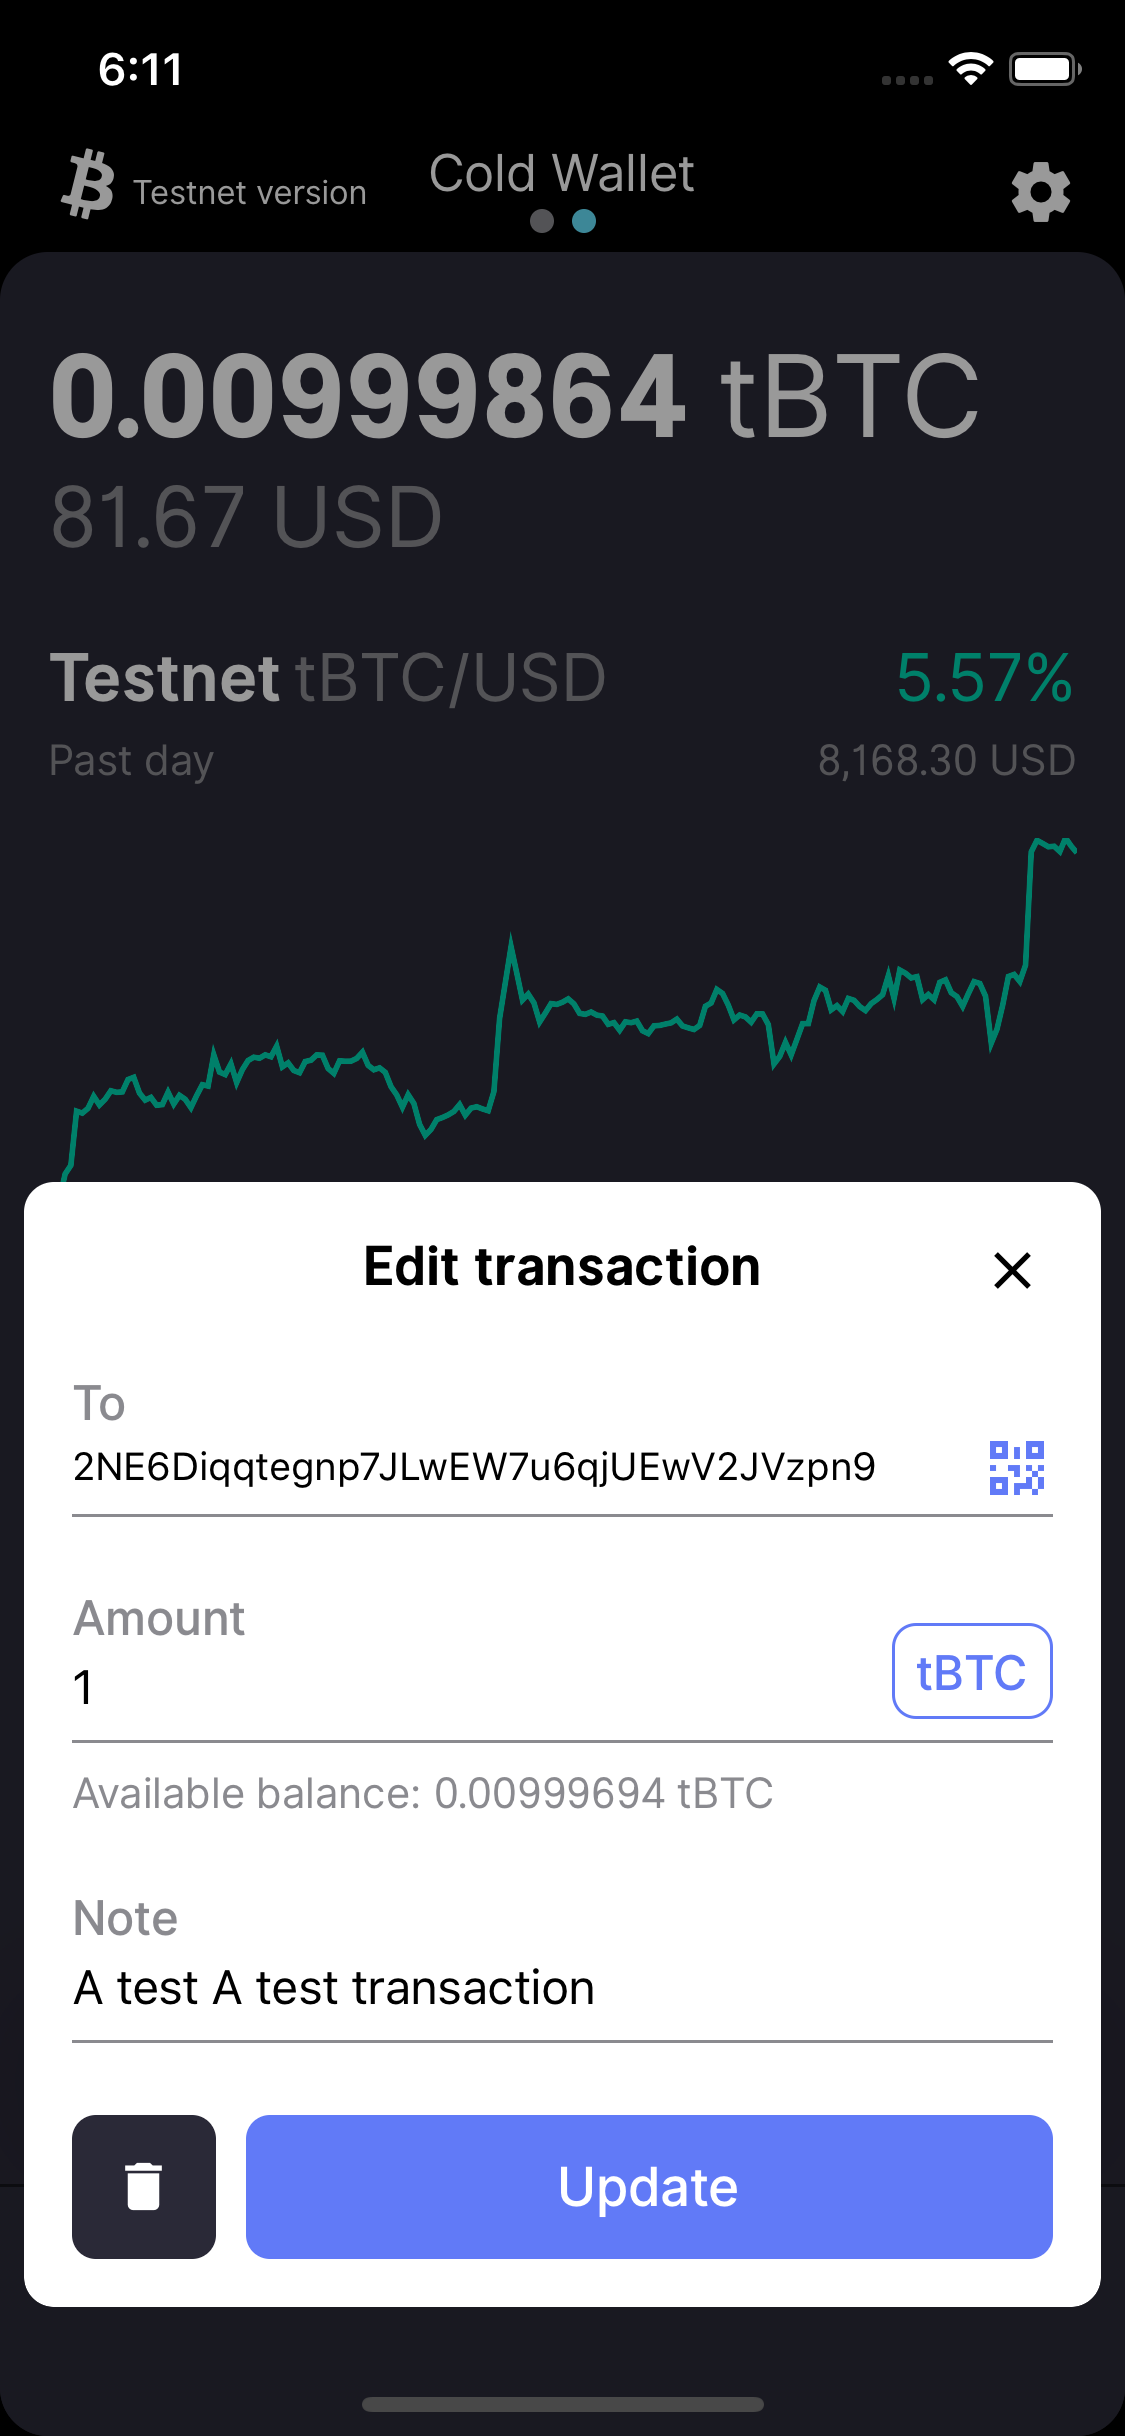 6:11
Testnet version
Cold Wallet
0.00999864 tBTC
81.67 USD
Testnet tBTC/USD
5.57%
Past day
8,168.30 USD
Edit transaction
To
2NE6Diqqtegnp7JLwEW7u6qjUEwV2JVzpn9
Amount
1
tBTC
Available balance: 0.00999694 tBTC
Note
A test A test transaction
Update